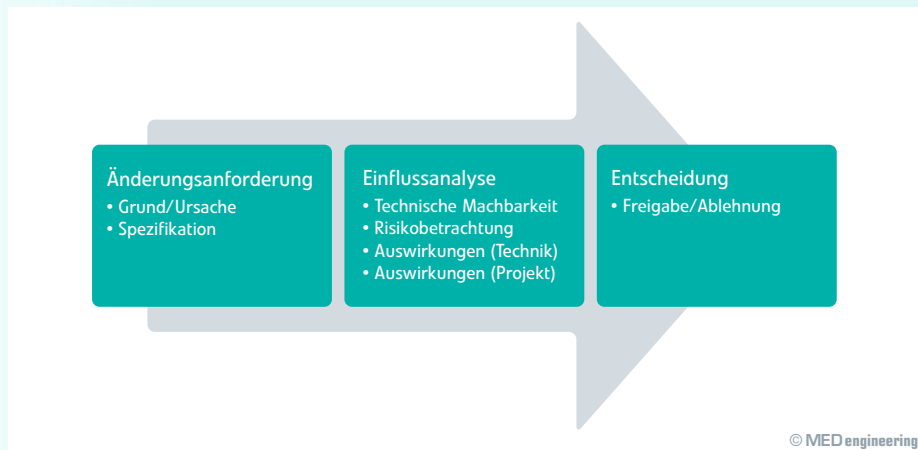 Änderungsanforderung
• Grund/Ursache
• Spezifikation
Einflussanalyse
• Technische Machbarkeit
• Risikobetrachtung
• Auswirkungen (Technik)
• Auswirkungen (Projekt)
Entscheidung
• Freigabe/Ablehnung
© MED engineering